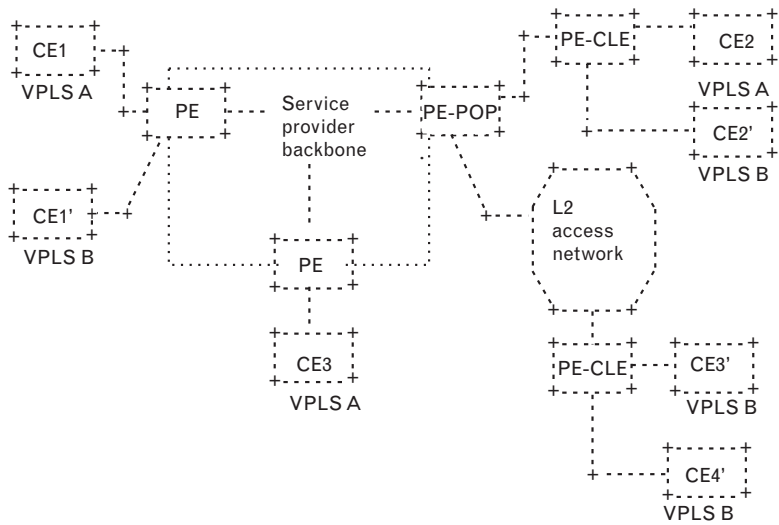 CE1
VPLS A
PE
Service
provider
backbone
PE-POP
PE-CLE
CE2
VPLS A
CE2'
VPLS B
CE1'
VPLS B
L2
access
network
PE
CE3
VPLS A
PE-CLE
CE3'
VPLS B
CE4'
VPLS B